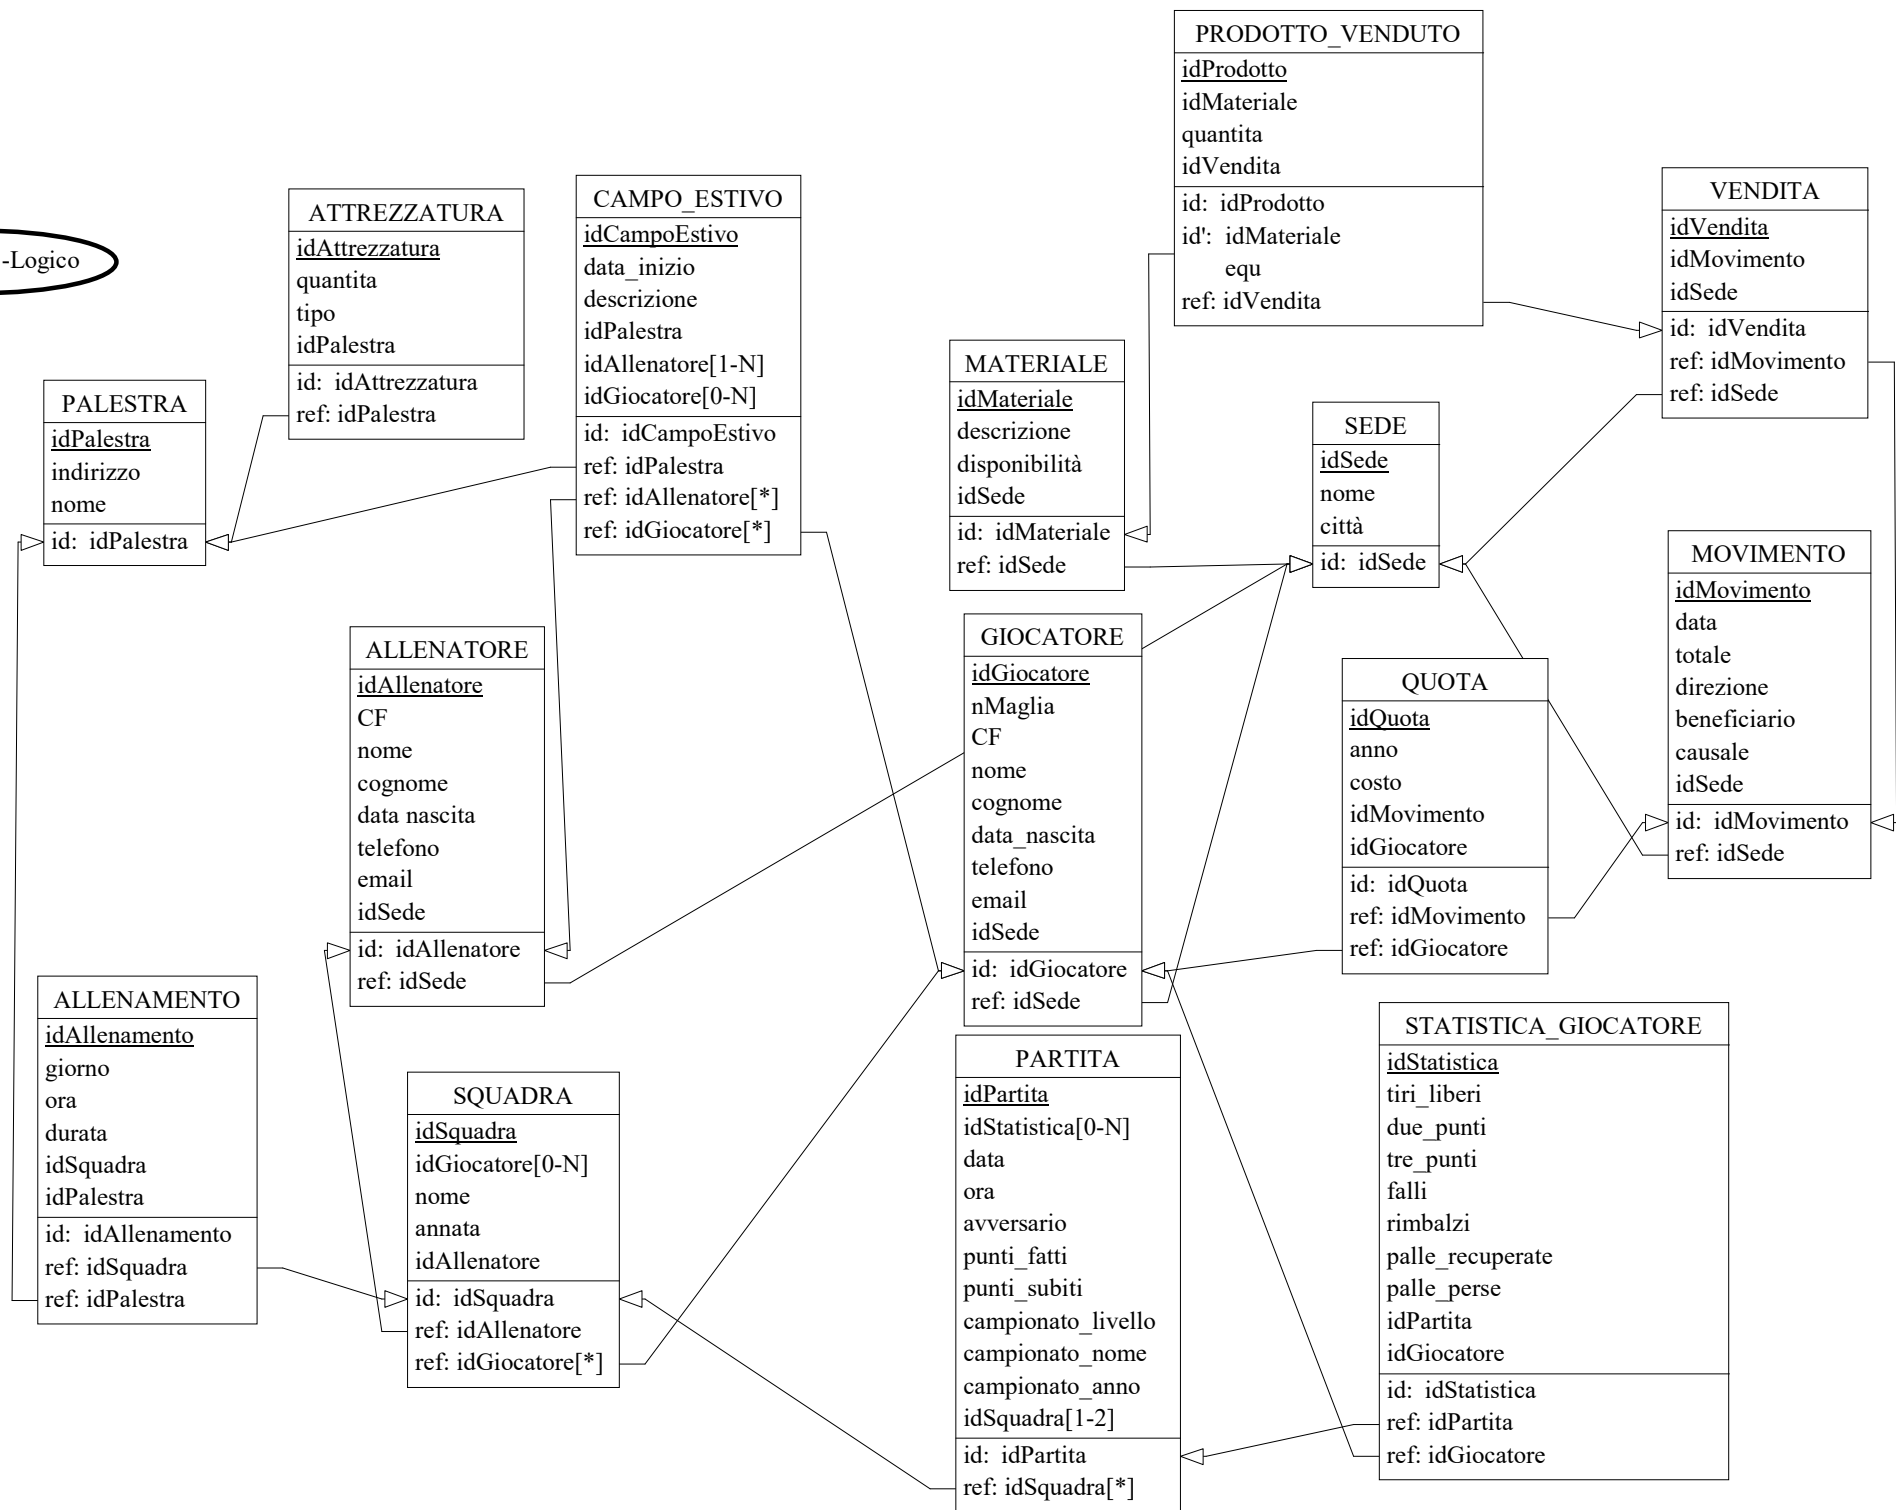 -Logico
PALESTRA
idPalestra
indirizzo
nome
id: idPalestra
ATTREZZATURA
idAttrezzatura
quantita
tipo
idPalestra
id: idAttrezzatura
ref: idPalestra
CAMPO_ESTIVO
idCampoEstivo
data_inizio
descrizione
idPalestra
idAllenatore[1-N]
idGiocatore[0-N]
id: idCampoEstivo
ref: idPalestra
ref: idAllenatore[*]
ref: idGiocatore[*]
PRODOTTO_VENDUTO
idProdotto
idMateriale
quantita
idVendita
id: idProdotto
id': idMateriale
equ
ref: idVendita
VENDITA
idVendita
idMovimento
idSede
id: idVendita
ref: idMovimento
ref: idSede
MATERIALE
idMateriale
descrizione
disponibilità
idSede
id: idMateriale
ref: idSede
SEDE
idSede
nome
città
id: idSede
MOVIMENTO
idMovimento
data
totale
direzione
beneficiario
causale
idSede
id: idMovimento
ref: idSede
ALLENATORE
idAllenatore
CF
nome
cognome
data nascita
telefono
email
idSede
id: idAllenatore
ref: idSede
GIOCATORE
idGiocatore
nMaglia
CF
nome
cognome
data_nascita
telefono
email
idSede
id: idGiocatore
ref: idSede
QUOTA
idQuota
anno
costo
idMovimento
idGiocatore
id: idQuota
ref: idMovimento
ref: idGiocatore
ALLENAMENTO
idAllenamento
giorno
ora
durata
idSquadra
idPalestra
id: idAllenamento
ref: idSquadra
ref: idPalestra
SQUADRA
idSquadra
idGiocatore[0-N]
nome
annata
idAllenatore
id: idSquadra
ref: idAllenatore
ref: idGiocatore[*]
PARTITA
idPartita
idStatistica[0-N]
data
ora
avversario
punti_fatti
punti_subiti
campionato_livello
campionato_nome
campionato_anno
idSquadra[1-2]
id: idPartita
ref: idSquadra[*]
STATISTICA_GIOCATORE
idStatistica
tiri_liberi
due_punti
tre_punti
falli
rimbalzi
palle_recuperate
palle_perse
idPartita
idGiocatore
id: idStatistica
ref: idPartita
ref: idGiocatore